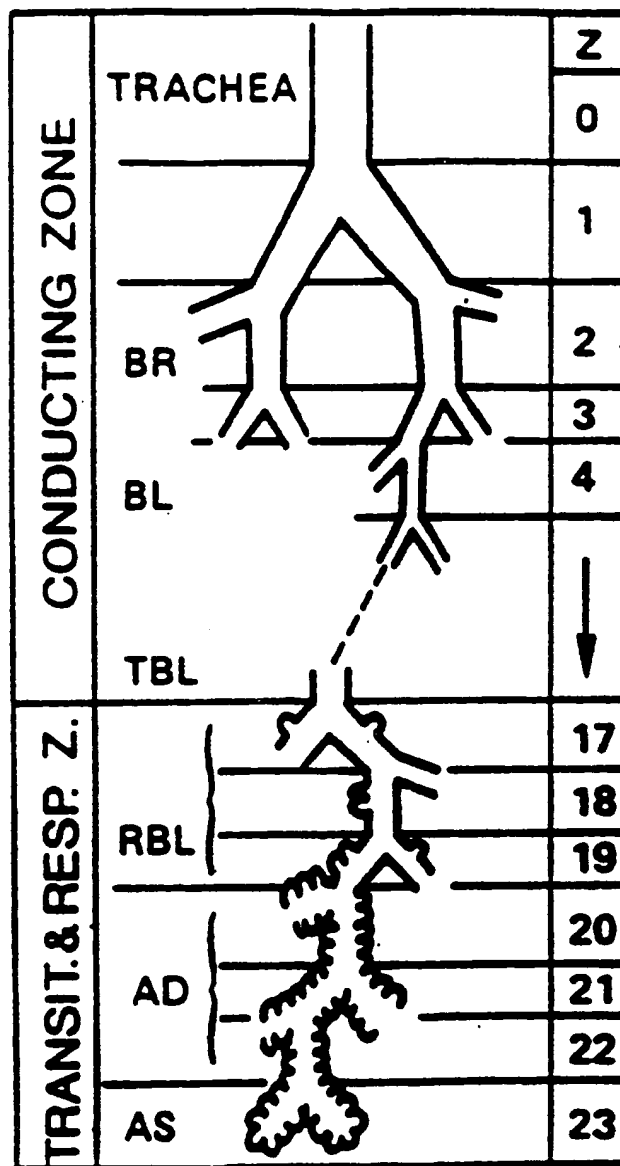 Z
TRACHEA
0
CONDUCTING ZONE
1
BR
2
3
BL
4
TBL
TRANSIT. & RESP. Z.
17
18
RBL
19
20
AD
21
22
AS
23